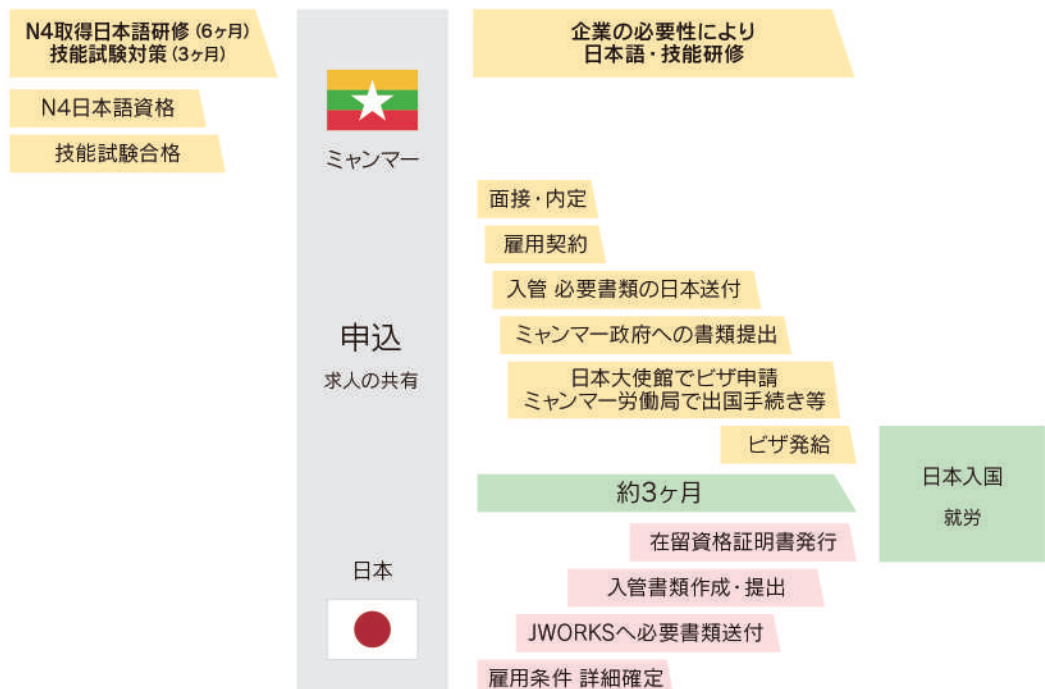 N4取得日本語研修(6ヶ月)
技能試験対策(3ヶ月)
N4日本語資格
技能試験合格
ミャンマー
申込
求人の共有
日本
企業の必要性により
日本語・技能研修
面接・内定
雇用契約
入管 必要書類の日本送付
ミャンマー政府への書類提出
日本大使館でビザ申請
ミャンマー労働局で出国手続き等
ビザ発給
約3ヶ月
在留資格証明書発行
入管書類作成・提出
JWORKSへ必要書類送付
雇用条件 詳細確定
日本入国
就労